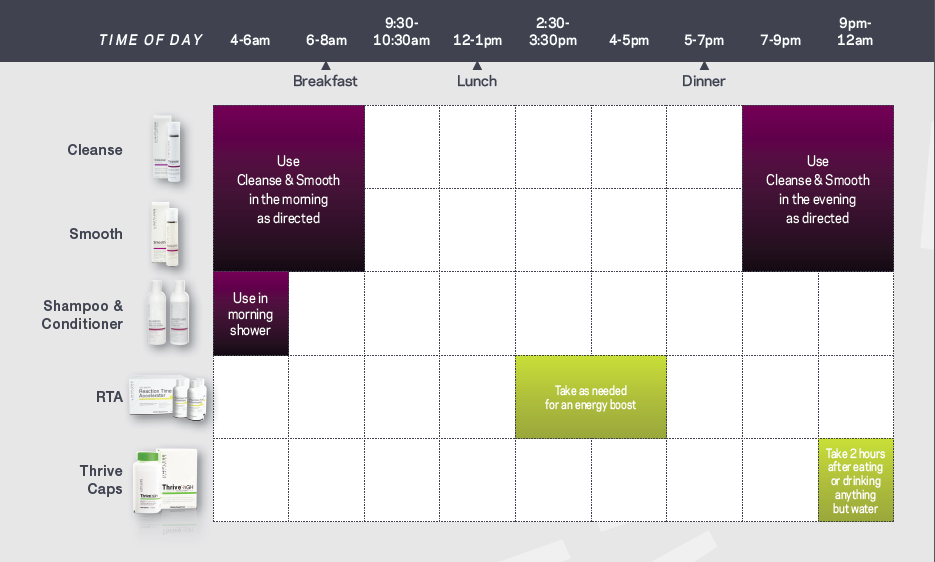 TIME OF DAY
4-6am
6-8am
9:30-
10:30am
12-1pm
2:30-
3:30pm
4-5pm
5-7pm
7-9pm
9pm-
12am
Breakfast
Lunch
Dinner
Cleanse
Use
Cleanse & Smooth
in the morning
as directed
Use
Cleanse & Smooth
in the evening
as directed
Smooth
Shampoo &
Conditioner
Use in
morning
shower
RTA
Reaction Time
Accelerator
Take as needed
for an energy boost
Thrive
Caps
Take 2 hours
after eating
or drinking
anything
but water